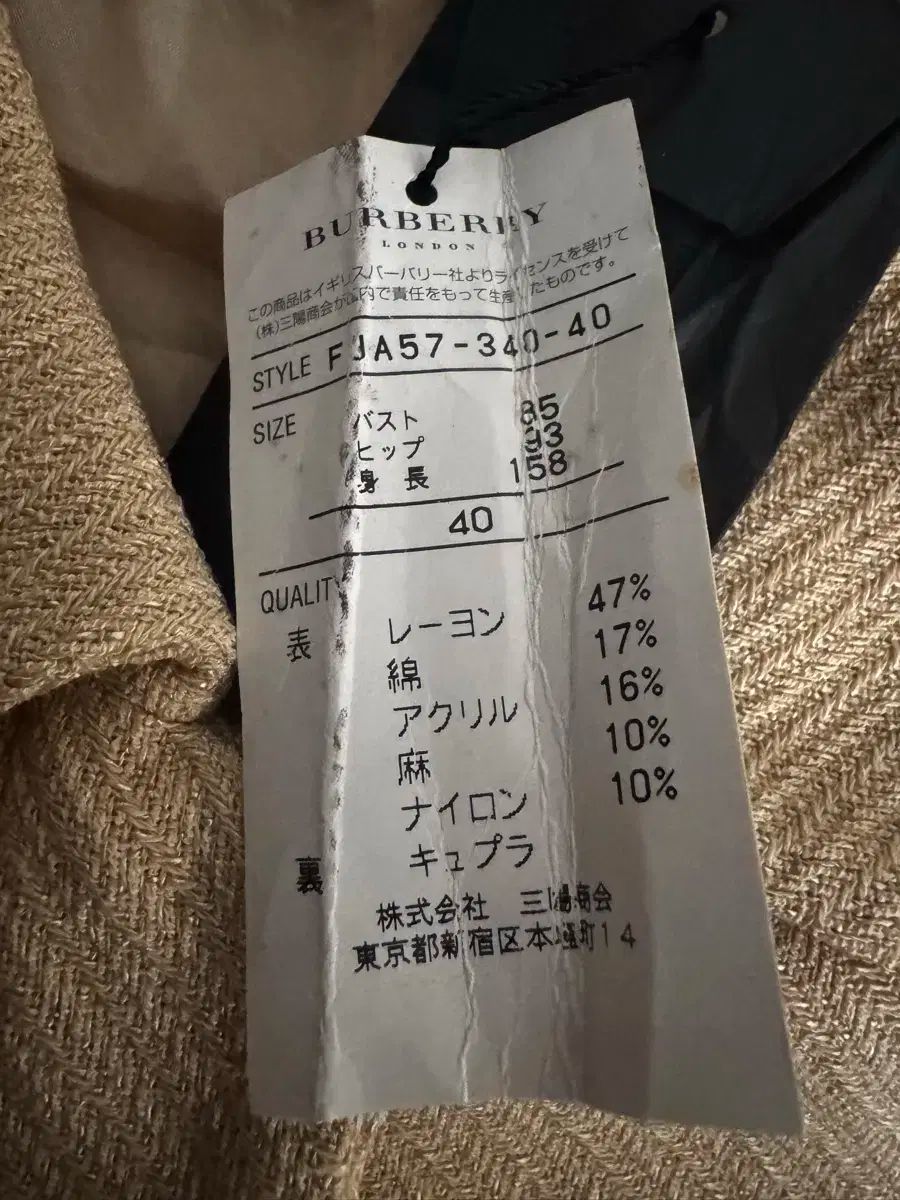 BURBERRY
LONDON
この商品はイギリスバーバリー社よりライセンスを受けて
(株)三陽商会が国内で責任をもって生産したものです。
STYLE FJA57-340-40
SIZE バスト 85
ヒップ 93
身長 158
40
QUALITY
表 レーヨン 47%
綿 17%
アクリル 16%
麻 10%
ナイロン 10%
裏 キュプラ
株式会社 三陽商会
東京都新宿区本塩町14